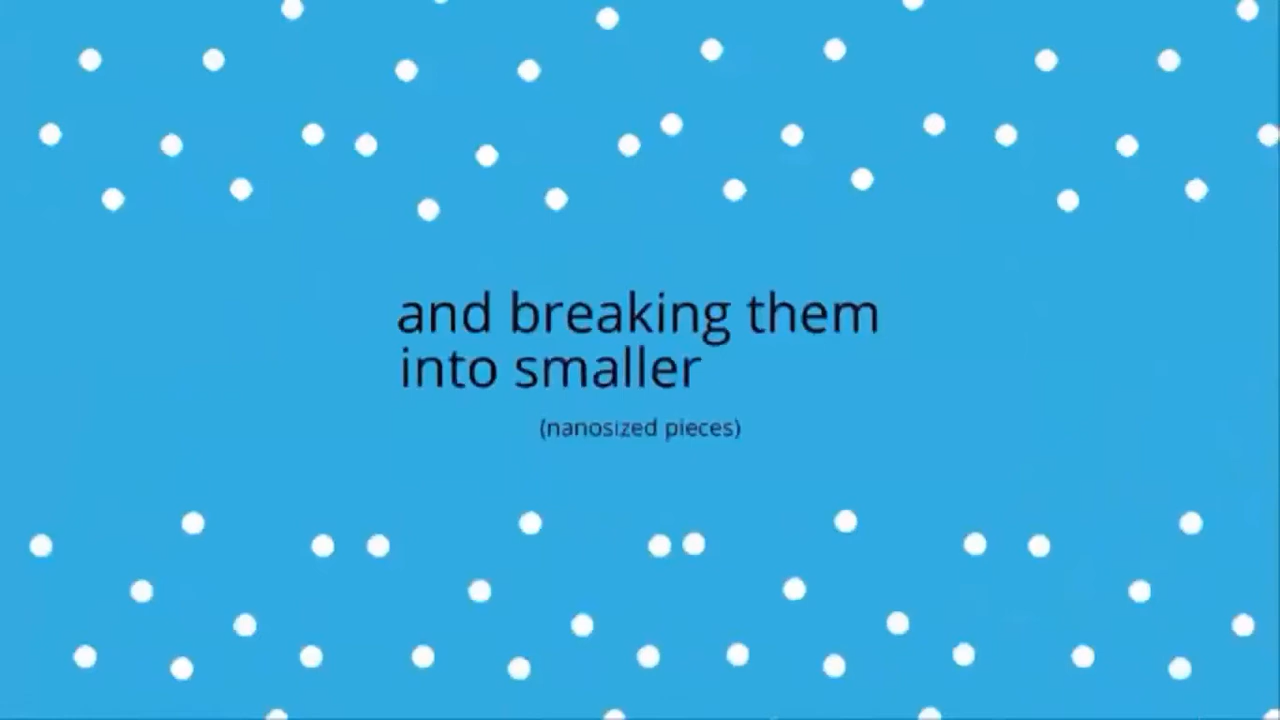 and breaking them
into smaller
(nanosized pieces)